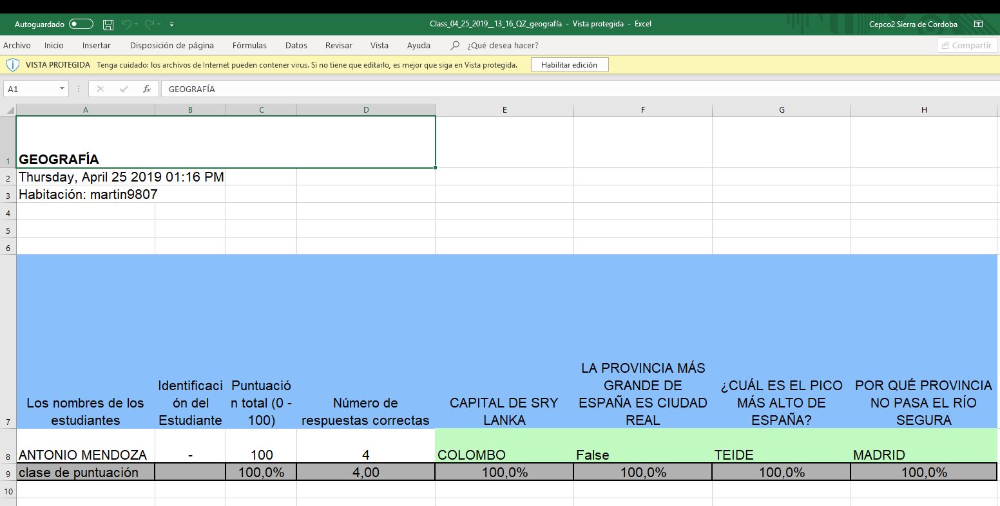 Autoguardado
Class_04_25_2019__13_16_QZ_geografía - Vista protegida - Excel
Cepco2 Sierra de Cordoba
Archivo Inicio Insertar Disposición de página Fórmulas Datos Revisar Vista Ayuda ¿Qué desea hacer? Compartir
VISTA PROTEGIDA Tenga cuidado: los archivos de Internet pueden contener virus. Si no tiene que editarlo, es mejor que siga en Vista protegida. Habilitar edición
A1 fx GEOGRAFÍA
A B C D E F G H
1 GEOGRAFÍA
2 Thursday, April 25 2019 01:16 PM
3 Habitación: martin9807
4
5
6
7
Los nombres de los
estudiantes
Identificaci
ón del
Estudiante
Puntuació
n total (0 -
100)
Número de
respuestas correctas
CAPITAL DE SRY
LANKA
LA PROVINCIA MÁS
GRANDE DE
ESPAÑA ES CIUDAD
REAL
¿CUÁL ES EL PICO
MÁS ALTO DE
ESPAÑA?
POR QUÉ PROVINCIA
NO PASA EL RÍO
SEGURA
8 ANTONIO MENDOZA - 100 4 COLOMBO False TEIDE MADRID
9 clase de puntuación 100,0% 4,00 100,0% 100,0% 100,0% 100,0%
10